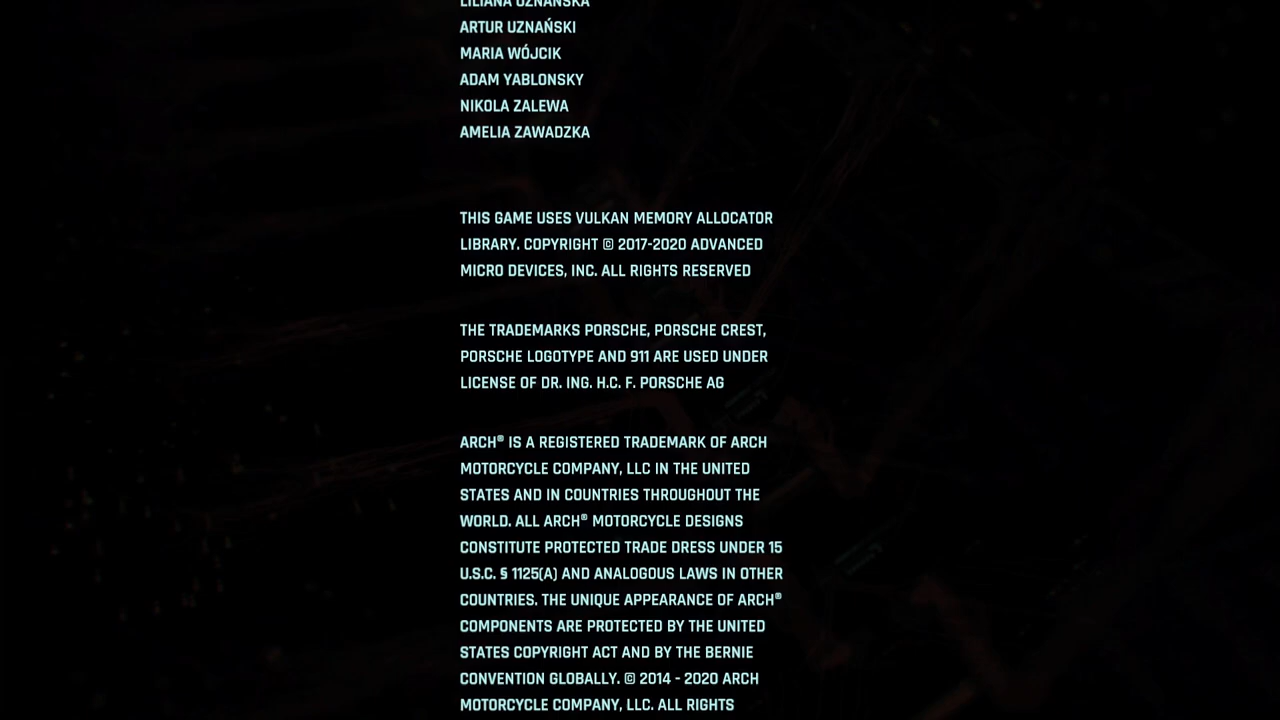 LILIANA UZNAŃSKA
ARTUR UZNAŃSKI
MARIA WÓJCIK
ADAM YABLONSKY
NIKOLA ZALEWA
AMELIA ZAWADZKA
THIS GAME USES VULKAN MEMORY ALLOCATOR
LIBRARY. COPYRIGHT © 2017-2020 ADVANCED
MICRO DEVICES, INC. ALL RIGHTS RESERVED
THE TRADEMARKS PORSCHE, PORSCHE CREST,
PORSCHE LOGOTYPE AND 911 ARE USED UNDER
LICENSE OF DR. ING. H.C. F. PORSCHE AG
ARCH® IS A REGISTERED TRADEMARK OF ARCH
MOTORCYCLE COMPANY, LLC IN THE UNITED
STATES AND IN COUNTRIES THROUGHOUT THE
WORLD. ALL ARCH® MOTORCYCLE DESIGNS
CONSTITUTE PROTECTED TRADE DRESS UNDER 15
U.S.C. § 1125(A) AND ANALOGOUS LAWS IN OTHER
COUNTRIES. THE UNIQUE APPEARANCE OF ARCH®
COMPONENTS ARE PROTECTED BY THE UNITED
STATES COPYRIGHT ACT AND BY THE BERNIE
CONVENTION GLOBALLY. © 2014 - 2020 ARCH
MOTORCYCLE COMPANY, LLC. ALL RIGHTS